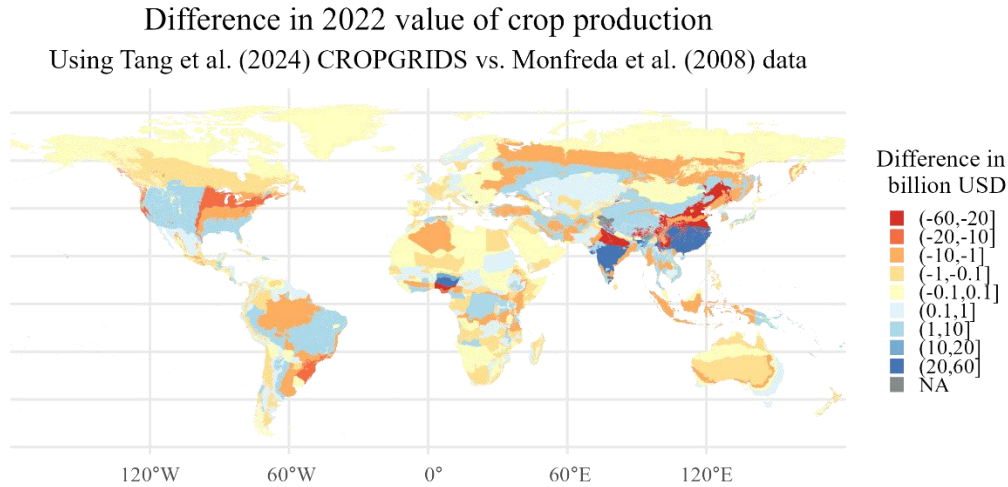 Difference in 2022 value of crop production
Using Tang et al. (2024) CROPGRIDS vs. Monfreda et al. (2008) data
Difference in
billion USD
(-60,-20]
(-20,-10]
(-10,-1]
(-1,-0.1]
(-0.1,0.1]
(0.1,1]
(1,10]
(10,20]
(20,60]
NA
120°W 60°W 0° 60°E 120°E